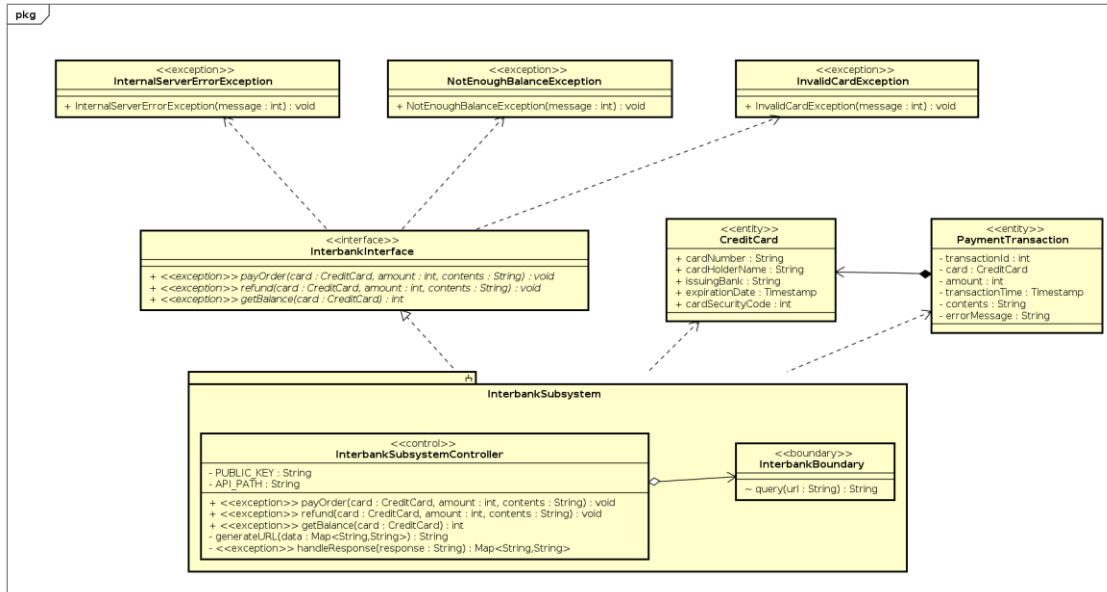 pkg
<<exception>>
InternalServerErrorException
+ InternalServerErrorException(message : int) : void
<<exception>>
NotEnoughBalanceException
+ NotEnoughBalanceException(message : int) : void
<<exception>>
InvalidCardException
+ InvalidCardException(message : int) : void
<<interface>>
InterbankInterface
+ <<exception>> payOrder(card : CreditCard, amount : int, contents : String) : void
+ <<exception>> refund(card : CreditCard, amount : int, contents : String) : void
+ <<exception>> getBalance(card : CreditCard) : int
<<entity>>
CreditCard
+ cardNumber : String
+ cardHolderName : String
+ issuingBank : String
+ expirationDate : Timestamp
+ cardSecurityCode : int
<<entity>>
PaymentTransaction
- transactionId : int
- card : CreditCard
- amount : int
- transactionTime : Timestamp
- contents : String
- errorMessage : String
InterbankSubsystem
<<control>>
InterbankSubsystemController
- PUBLIC_KEY : String
- API_PATH : String
+ <<exception>> payOrder(card : CreditCard, amount : int, contents : String) : void
+ <<exception>> refund(card : CreditCard, amount : int, contents : String) : void
+ <<exception>> getBalance(card : CreditCard) : int
- generateURL(data : Map<String,String>) : String
- <<exception>> handleResponse(response : String) : Map<String,String>
<<boundary>>
InterbankBoundary
~ query(url : String) : String